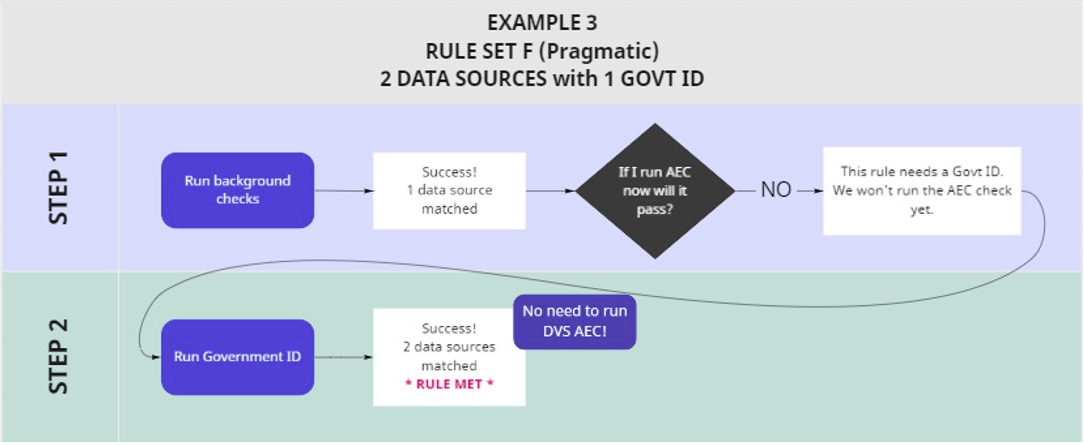 EXAMPLE 3
RULE SET F (Pragmatic)
2 DATA SOURCES with 1 GOVT ID
STEP 1
Run background
checks
Success!
1 data source
matched
If I run AEC
now will it
pass?
NO
This rule needs a Govt ID.
We won't run the AEC check
yet.
STEP 2
Run Government ID
Success!
2 data sources
matched
* RULE MET *
No need to run
DVS AEC!